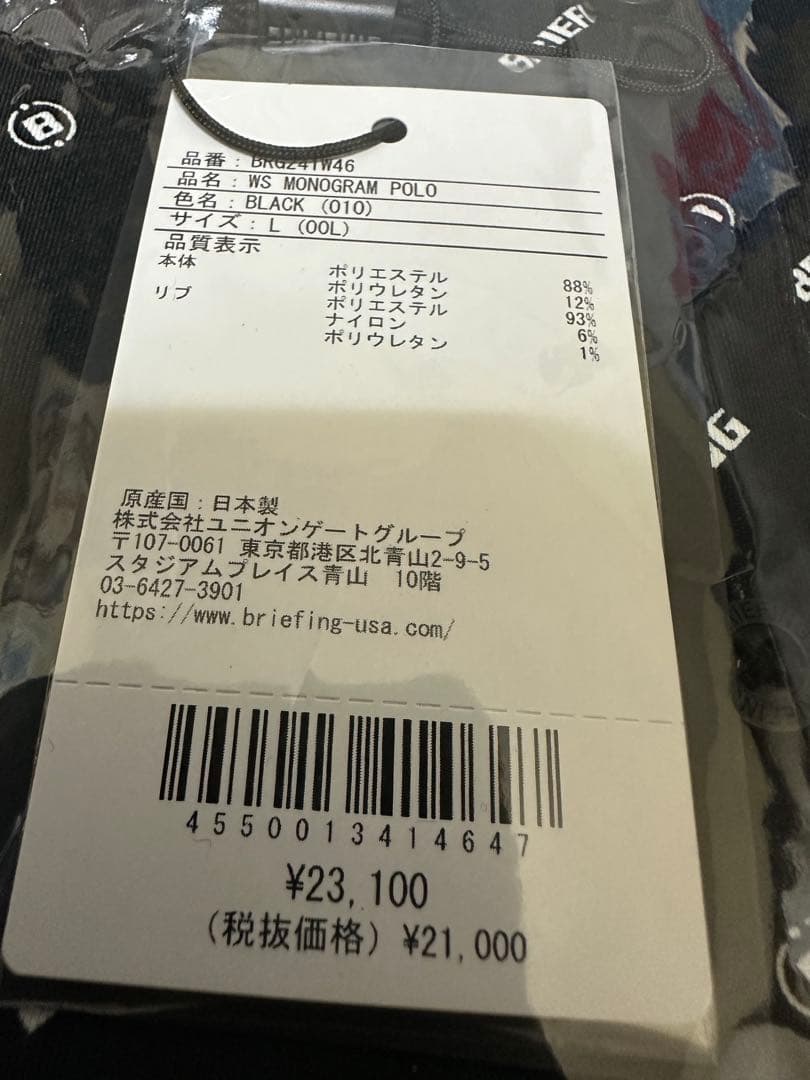 BRIEFING
品番：BRG241W46
品名：WS MONOGRAM POLO
色名：BLACK (010)
サイズ：L (00L)
品質表示
本体 ポリエステル 88%
ポリウレタン 12%
リブ ポリエステル 93%
ナイロン 6%
ポリウレタン 1%
原産国：日本製
株式会社ユニオンゲートグループ
〒107-0061 東京都港区北青山2-9-5
スタジアムプレイス青山 10階
03-6427-3901
https://www.briefing-usa.com/
4550013414647
¥23,100
(税抜価格) ¥21,000